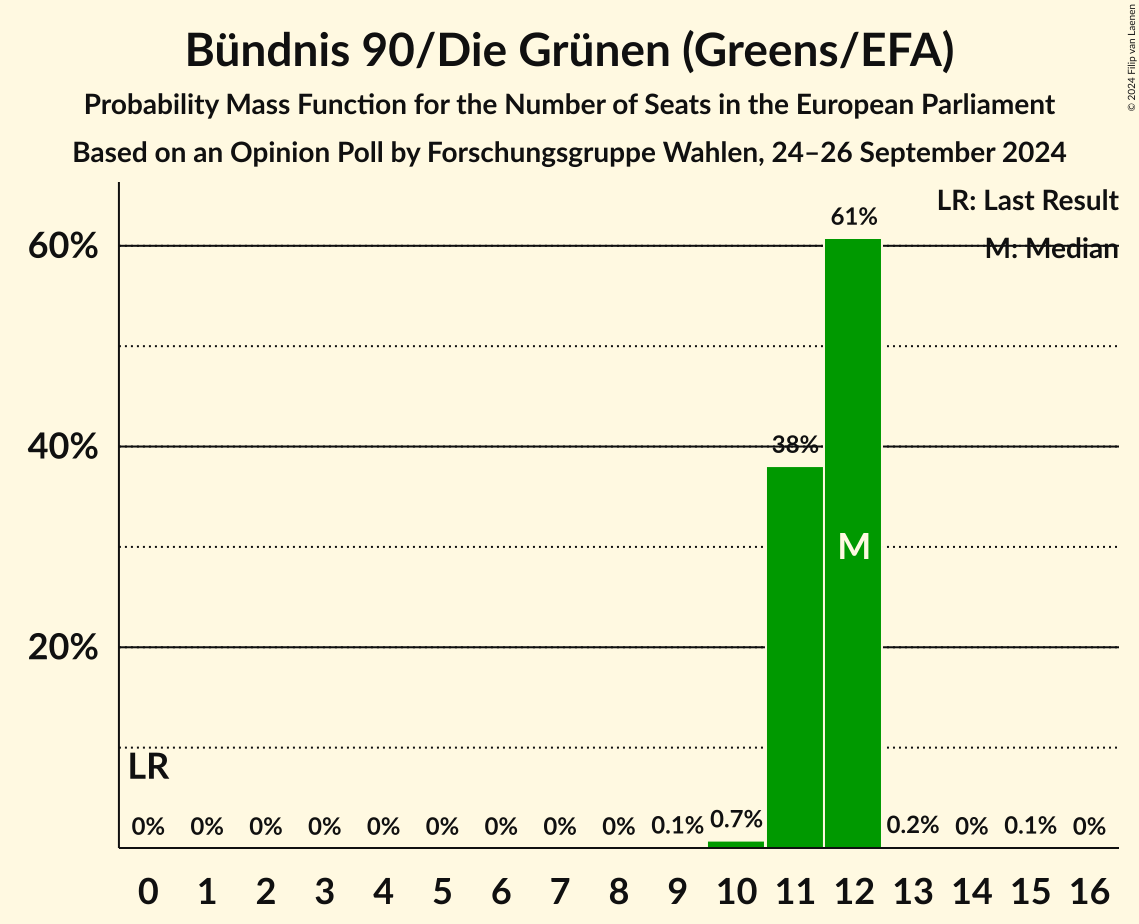 Bündnis 90/Die Grünen (Greens/EFA)
Probability Mass Function for the Number of Seats in the European Parliament
Based on an Opinion Poll by Forschungsgruppe Wahlen, 24–26 September 2024
© 2024 Filip van Laenen
LR: Last Result
M: Median
60%
40%
20%
61%
38%
M
LR
0% 0% 0% 0% 0% 0% 0% 0% 0% 0.1% 0.7% 0.2% 0% 0.1% 0%
0 1 2 3 4 5 6 7 8 9 10 11 12 13 14 15 16